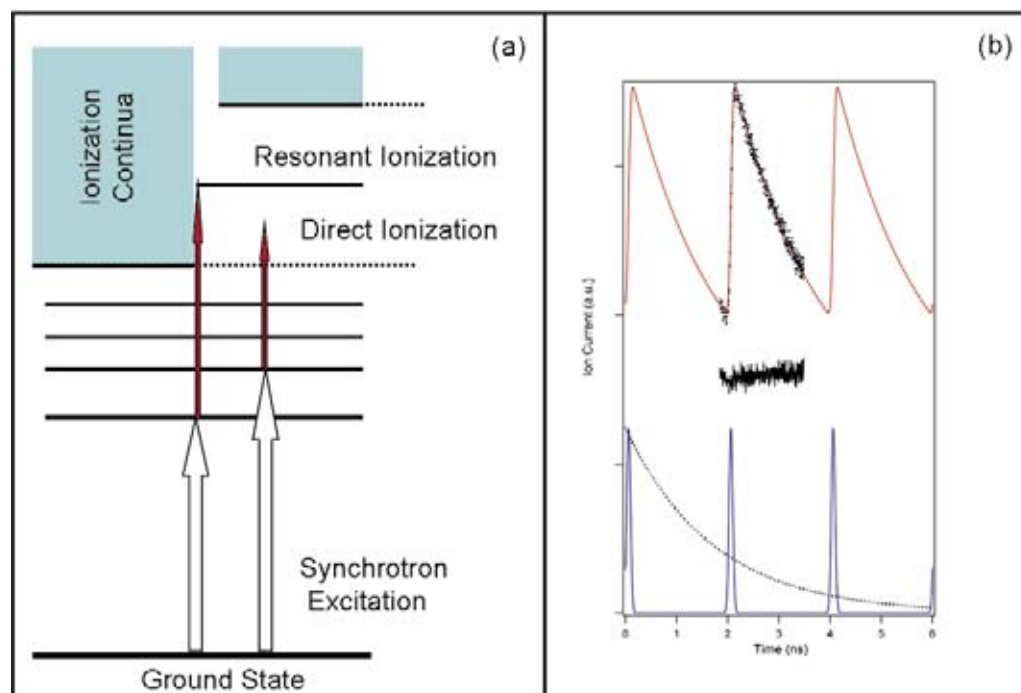 (a)
Ionization
Continua
Resonant Ionization
Direct Ionization
Synchrotron
Excitation
Ground State
(b)
Ion Current (a.u.)
0 1 2 3 4 5 6
Time (ns)